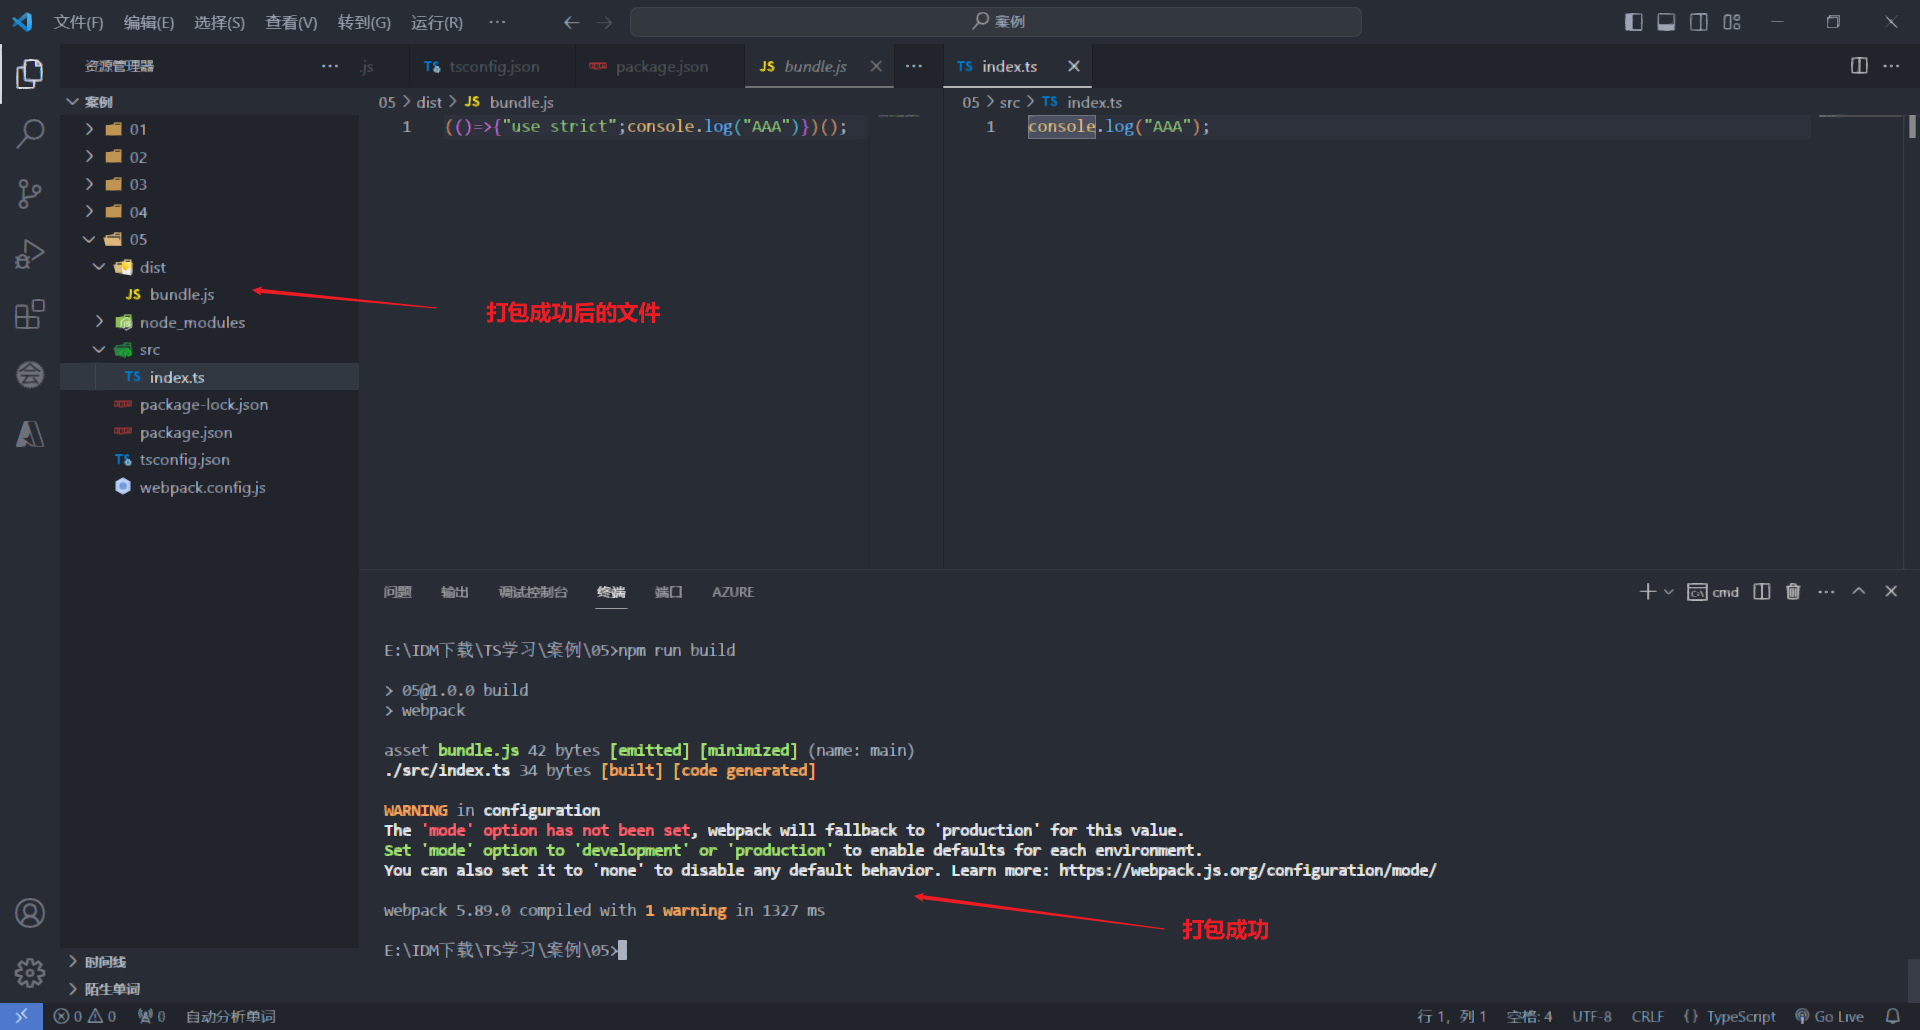 文件(F) 编辑(E) 选择(S) 查看(V) 转到(G) 运行(R) ··· 案例
资源管理器 ··· .js tsconfig.json package.json JS bundle.js ··· TS index.ts ···
案例
01
02
03
04
05
dist
JS bundle.js
node_modules
src
TS index.ts
package-lock.json
package.json
TS tsconfig.json
webpack.config.js
时间线
陌生单词
05 > dist > JS bundle.js
1 (()=>{"use strict";console.log("AAA")})();
05 > src > TS index.ts
1 console.log("AAA");
打包成功后的文件
问题 输出 调试控制台 终端 端口 AZURE cmd ···
E:\IDM下载\TS学习\案例\05>npm run build
> 05@1.0.0 build
> webpack
asset bundle.js 42 bytes [emitted] [minimized] (name: main)
./src/index.ts 34 bytes [built] [code generated]
WARNING in configuration
The 'mode' option has not been set, webpack will fallback to 'production' for this value.
Set 'mode' option to 'development' or 'production' to enable defaults for each environment.
You can also set it to 'none' to disable any default behavior. Learn more: https://webpack.js.org/configuration/mode/
webpack 5.89.0 compiled with 1 warning in 1327 ms
打包成功
E:\IDM下载\TS学习\案例\05>
0 0 0 自动分析单词 行 1，列 1 空格: 4 UTF-8 CRLF {} TypeScript Go Live